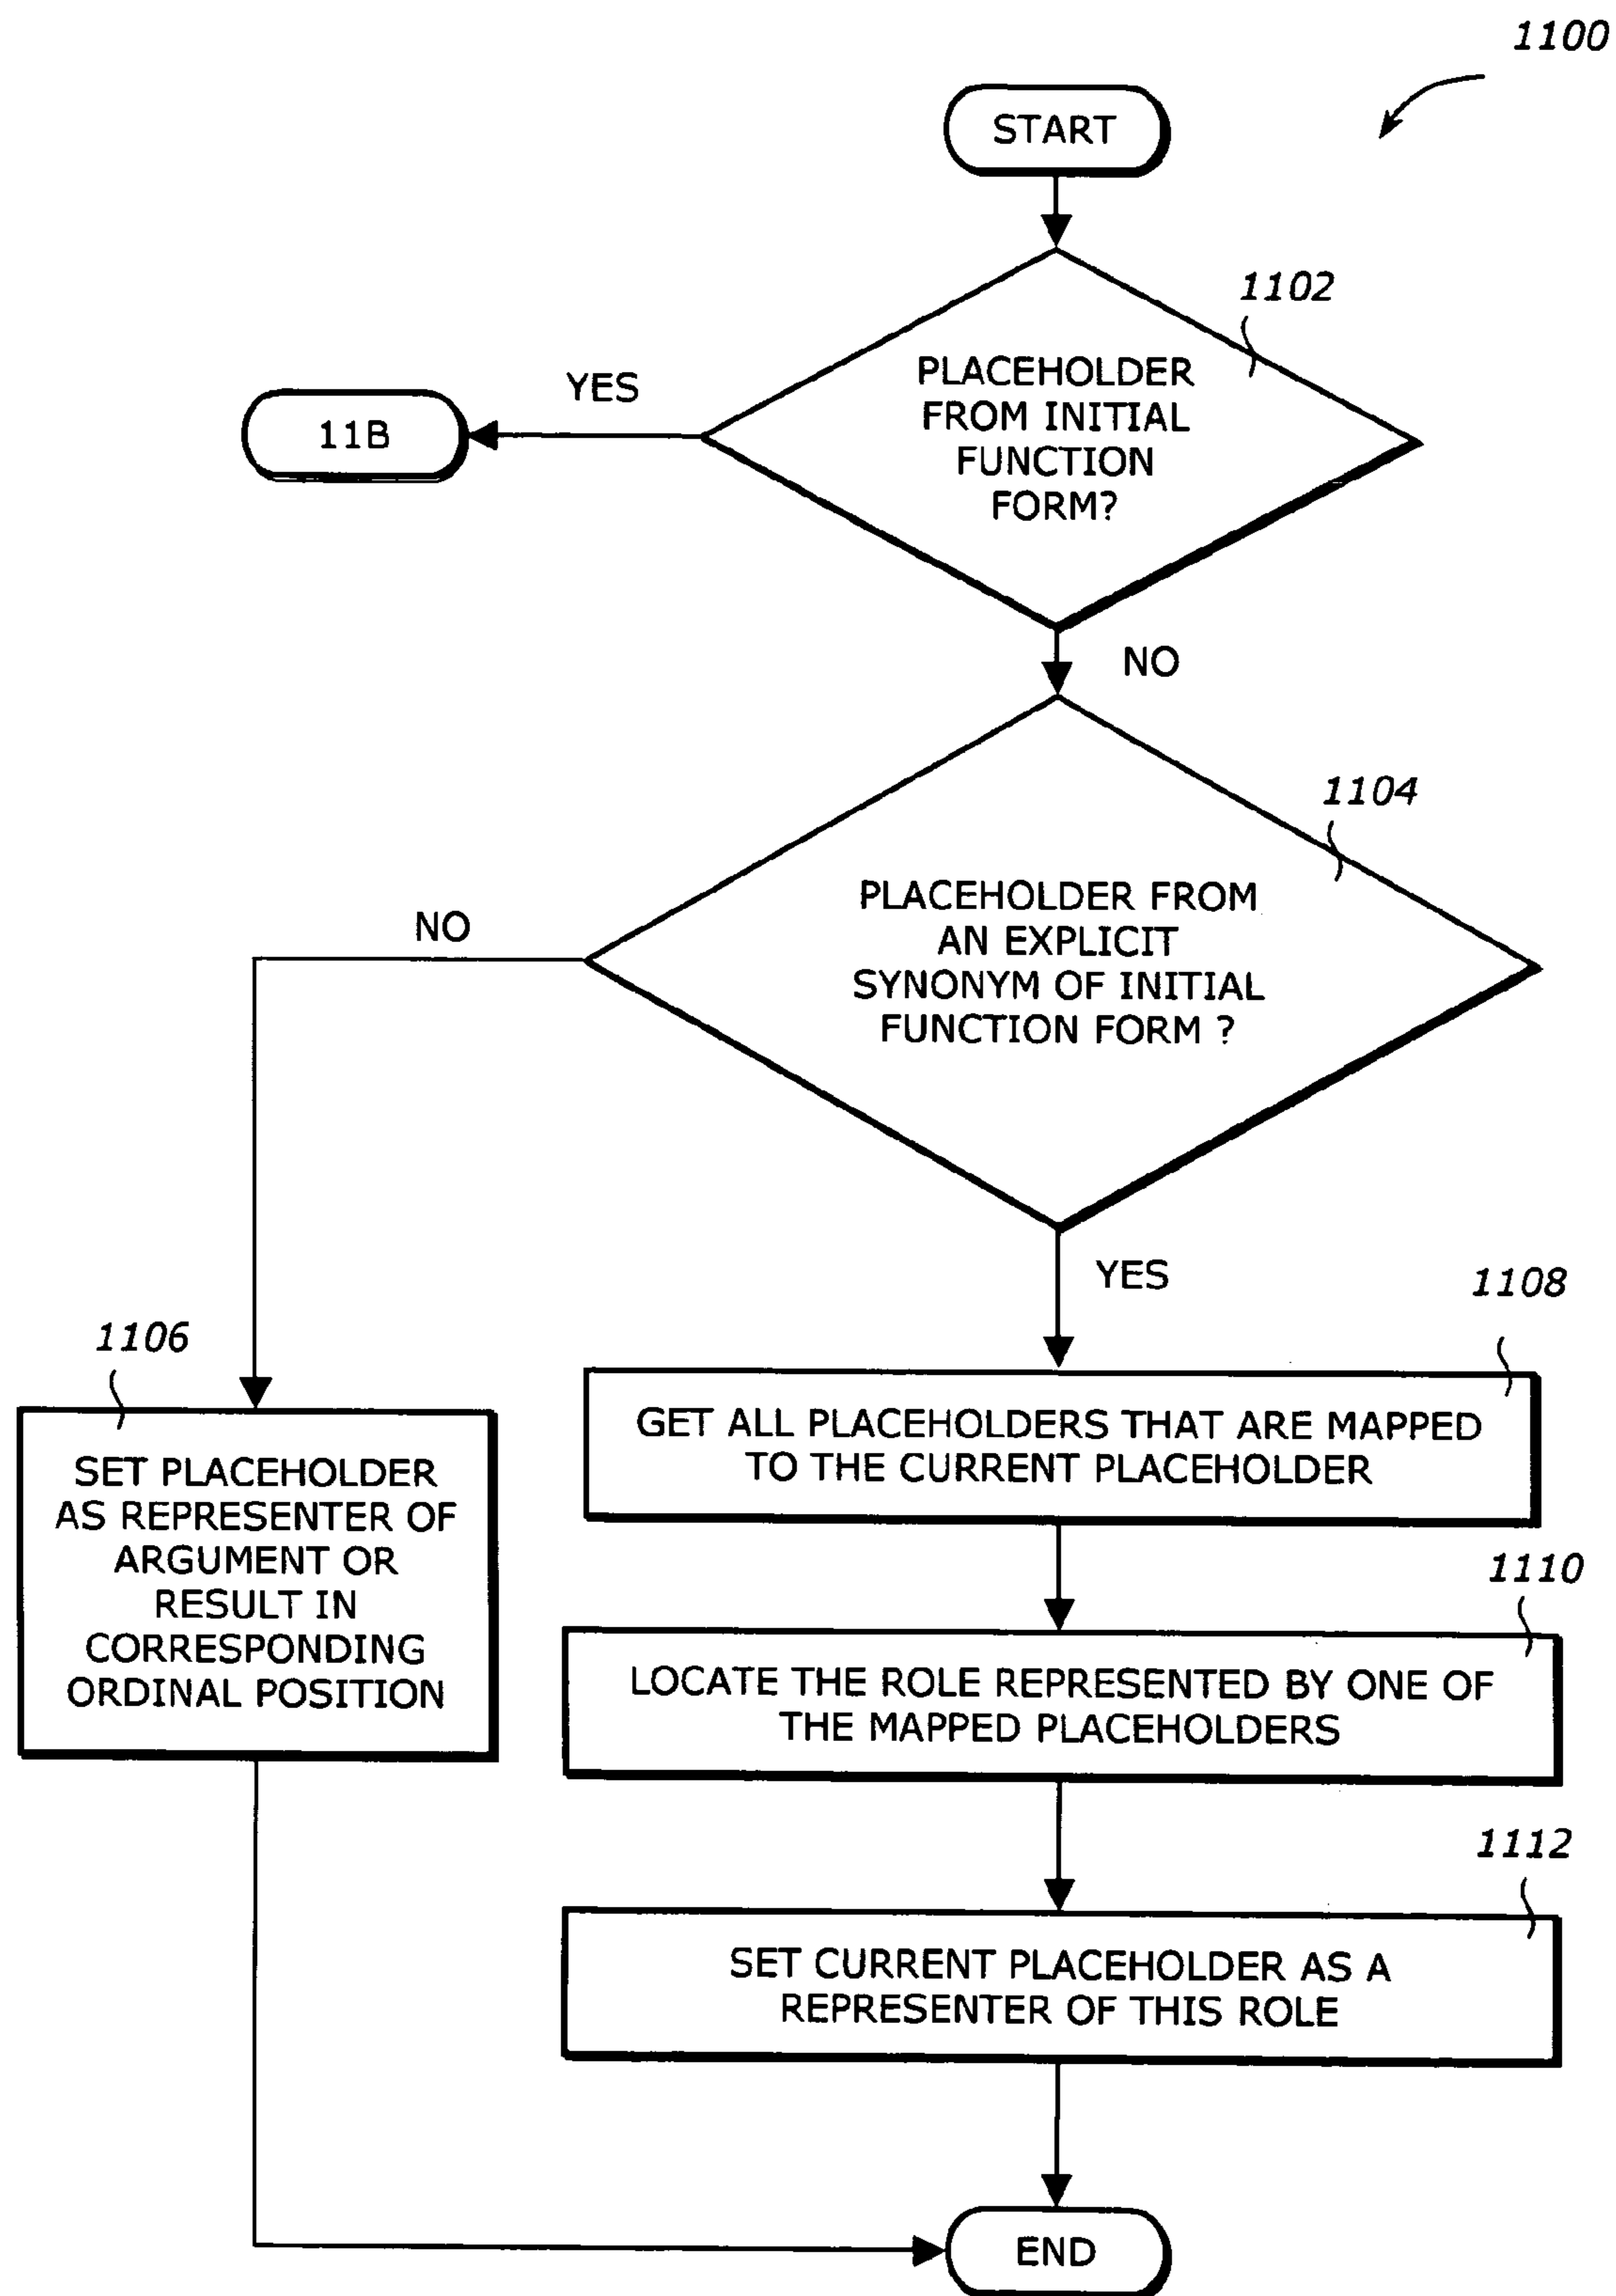 1100
START
1102
PLACEHOLDER
FROM INITIAL
FUNCTION
FORM?
YES
11B
NO
1104
PLACEHOLDER FROM
AN EXPLICIT
SYNONYM OF INITIAL
FUNCTION FORM ?
NO
YES
1108
GET ALL PLACEHOLDERS THAT ARE MAPPED
TO THE CURRENT PLACEHOLDER
1106
SET PLACEHOLDER
AS REPRESENTER OF
ARGUMENT OR
RESULT IN
CORRESPONDING
ORDINAL POSITION
1110
LOCATE THE ROLE REPRESENTED BY ONE OF
THE MAPPED PLACEHOLDERS
1112
SET CURRENT PLACEHOLDER AS A
REPRESENTER OF THIS ROLE
END